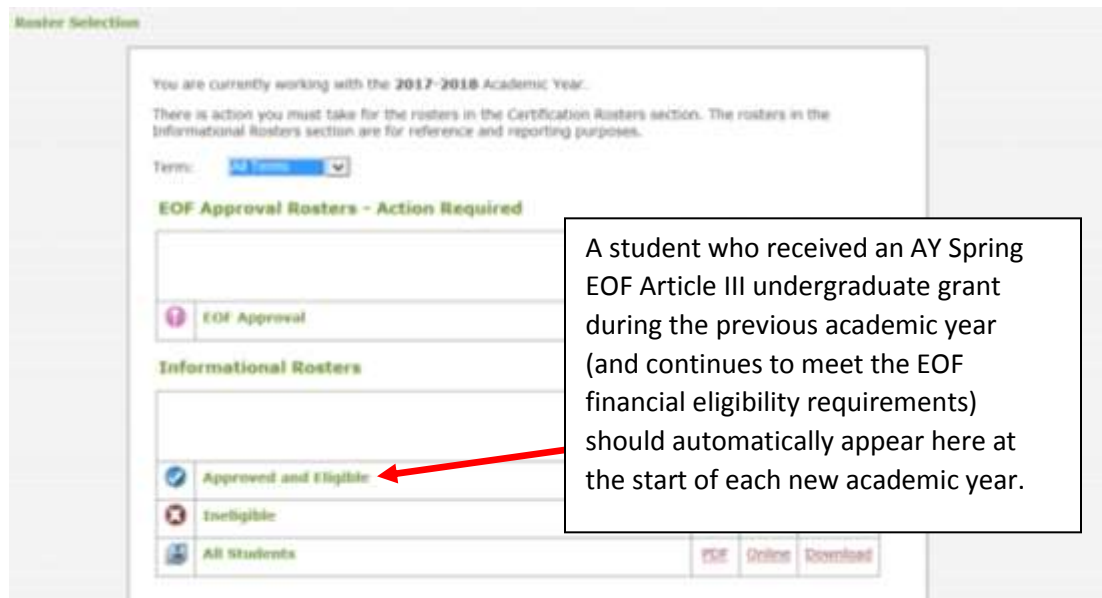 Roster Selection
You are currently working with the 2017-2018 Academic Year.
There is action you must take for the rosters in the Certification Rosters section. The rosters in the
Informational Rosters section are for reference and reporting purposes.
Term: All Terms
EOF Approval Rosters - Action Required
EOF Approval
Informational Rosters
Approved and Eligible
Ineligible
All Students PDF Online Download
A student who received an AY Spring
EOF Article III undergraduate grant
during the previous academic year
(and continues to meet the EOF
financial eligibility requirements)
should automatically appear here at
the start of each new academic year.